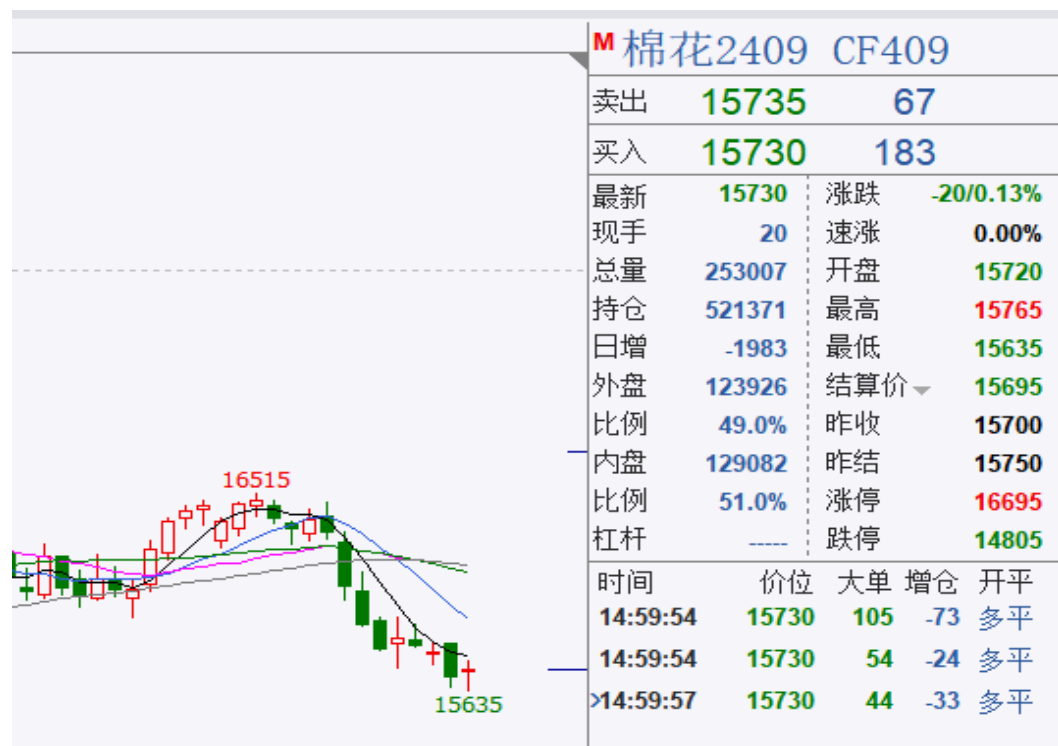 M 棉花2409 CF409
卖出 15735 67
买入 15730 183
最新 15730 涨跌 -20/0.13%
现手 20 速涨 0.00%
总量 253007 开盘 15720
持仓 521371 最高 15765
日增 -1983 最低 15635
外盘 123926 结算价 15695
比例 49.0% 昨收 15700
内盘 129082 昨结 15750
比例 51.0% 涨停 16695
杠杆 ----- 跌停 14805
时间 价位 大单 增仓 开平
14:59:54 15730 105 -73 多平
14:59:54 15730 54 -24 多平
14:59:57 15730 44 -33 多平
16515
15635